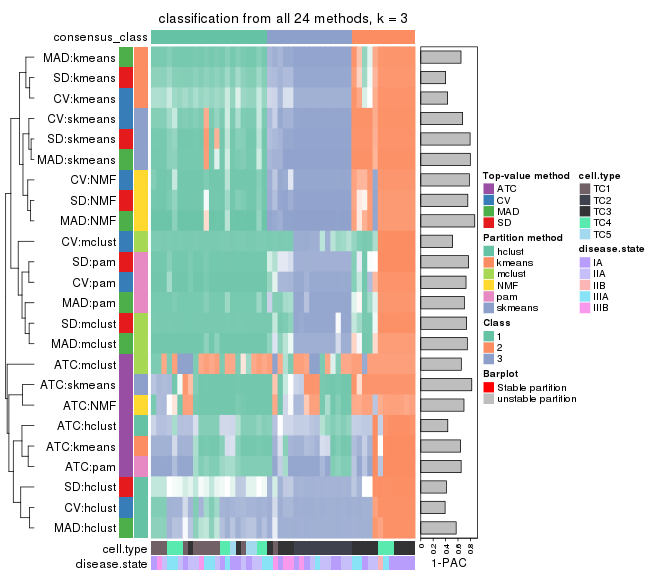 classification from all 24 methods, k = 3
consensus_class
MAD:kmeans
SD:kmeans
CV:kmeans
CV:skmeans
SD:skmeans
MAD:skmeans
CV:NMF
SD:NMF
MAD:NMF
CV:mclust
SD:pam
CV:pam
MAD:pam
SD:mclust
MAD:mclust
ATC:mclust
ATC:skmeans
ATC:NMF
ATC:hclust
ATC:kmeans
ATC:pam
SD:hclust
CV:hclust
MAD:hclust
cell.type
disease.state
0 0.2 0.4 0.6 0.8
1-PAC
Top-value method
ATC
CV
MAD
SD
Partition method
hclust
kmeans
mclust
NMF
pam
skmeans
Class
1
2
3
Barplot
Stable partition
unstable partition
cell.type
TC1
TC2
TC3
TC4
TC5
disease.state
IA
IIA
IIB
IIIA
IIIB